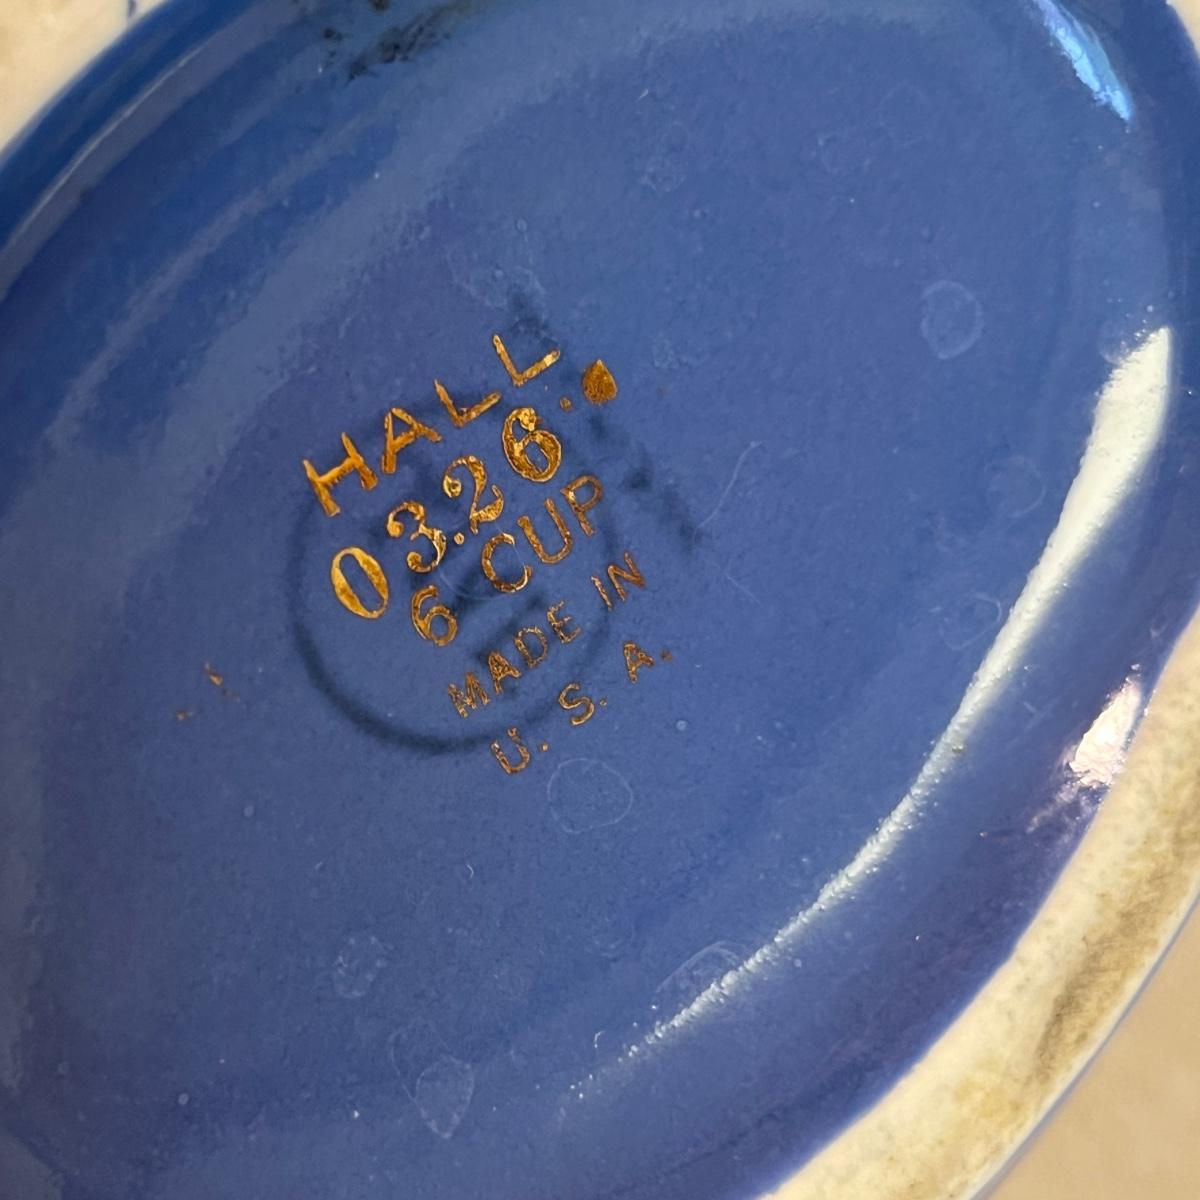 HALL.
0326
6 CUP
MADE IN
U. S. A.